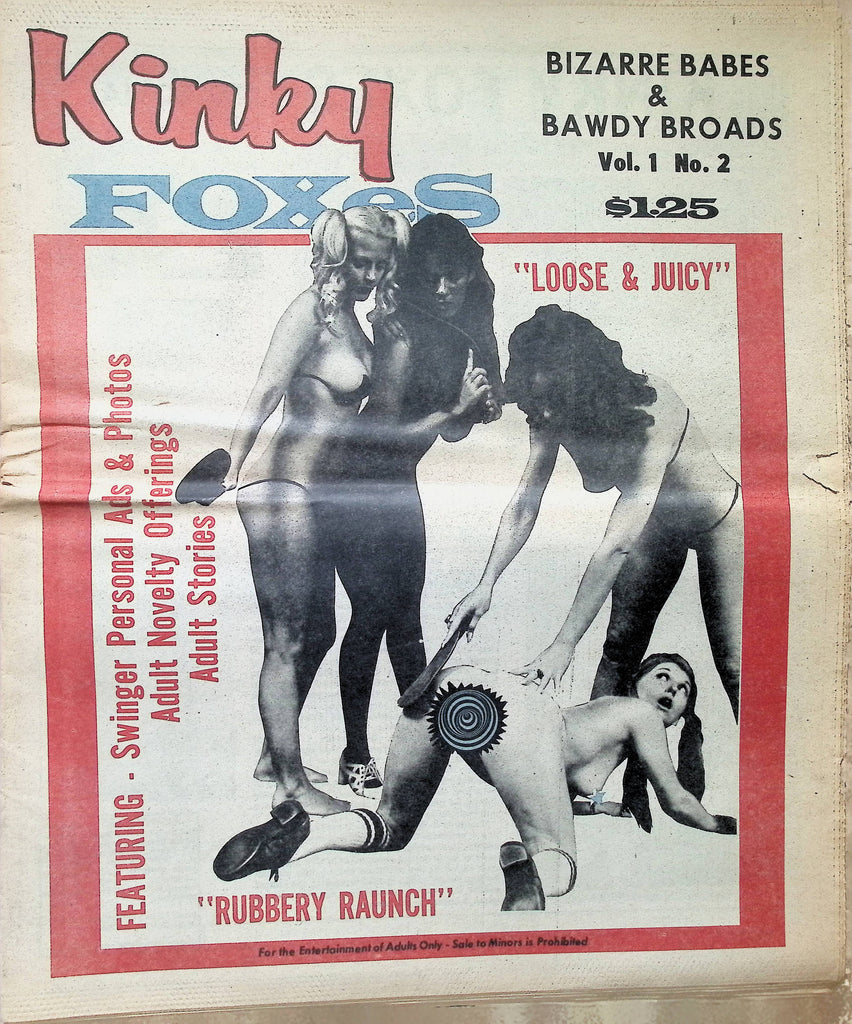 Kinky
FOXeS
BIZARRE BABES
&
BAWDY BROADS
Vol. 1 No. 2
$1.25
"LOOSE & JUICY"
FEATURING - Swinger Personal Ads & Photos
Adult Novelty Offerings
Adult Stories
"RUBBERY RAUNCH"
For the Entertainment of Adults Only - Sale to Minors is Prohibited